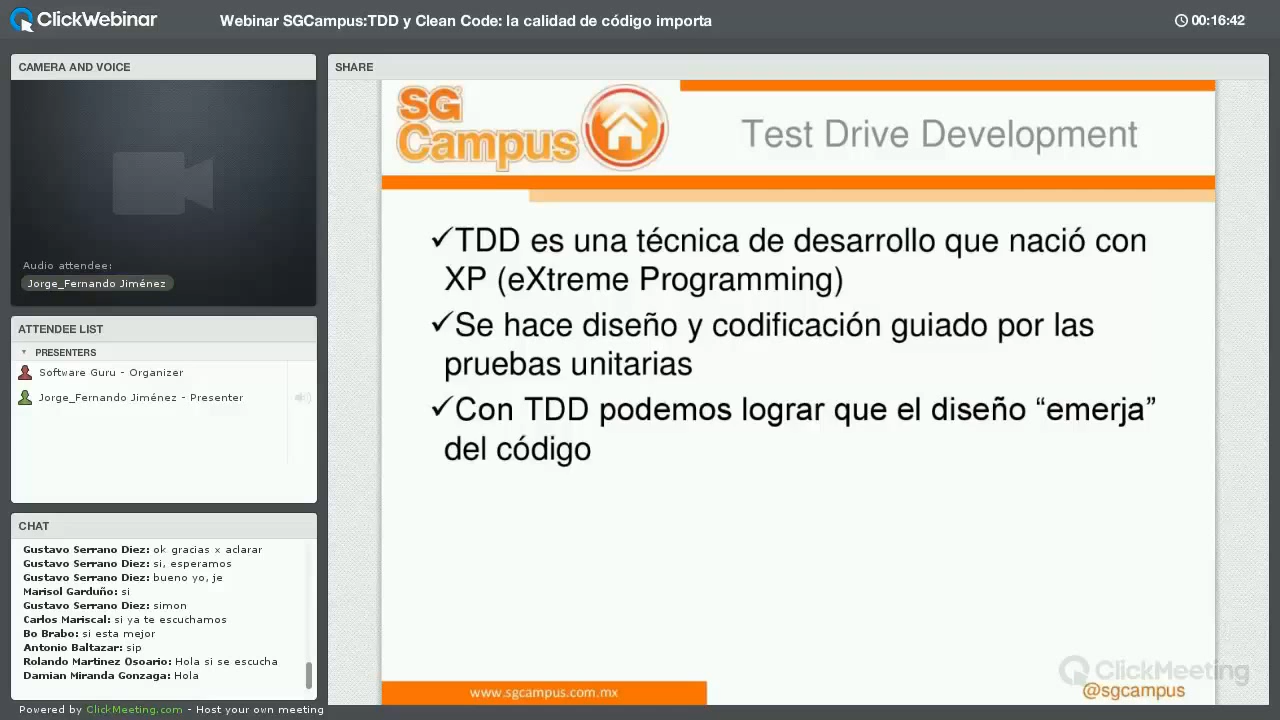 ClickWebinar
Webinar SGCampus:TDD y Clean Code: la calidad de código importa
00:16:42
CAMERA AND VOICE
Audio attendee:
Jorge_Fernando Jiménez
ATTENDEE LIST
PRESENTERS
Software Guru - Organizer
Jorge_Fernando Jiménez - Presenter
CHAT
Gustavo Serrano Diez: ok gracias x aclarar
Gustavo Serrano Diez: si, esperamos
Gustavo Serrano Diez: bueno yo, je
Marisol Garduño: si
Gustavo Serrano Diez: simon
Carlos Mariscal: si ya te escuchamos
Bo Brabo: si esta mejor
Antonio Baltazar: sip
Rolando Martinez Osoario: Hola si se escucha
Damian Miranda Gonzaga: Hola
Powered by ClickMeeting.com - Host your own meeting
SHARE
SG
Campus
Test Drive Development
✓TDD es una técnica de desarrollo que nació con
XP (eXtreme Programming)
✓Se hace diseño y codificación guiado por las
pruebas unitarias
✓Con TDD podemos lograr que el diseño “emerja”
del código
www.sgcampus.com.mx
ClickMeeting
@sgcampus